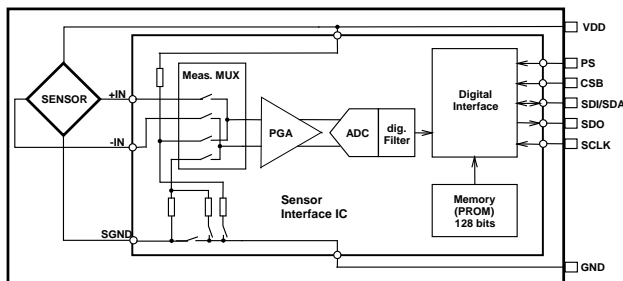 VDD
Meas. MUX
SENSOR
+IN
-IN
PGA
ADC
dig.
Filter
Digital
Interface
PS
CSB
SDI/SDA
SDO
SCLK
Sensor
Interface IC
Memory
(PROM)
128 bits
SGND
GND